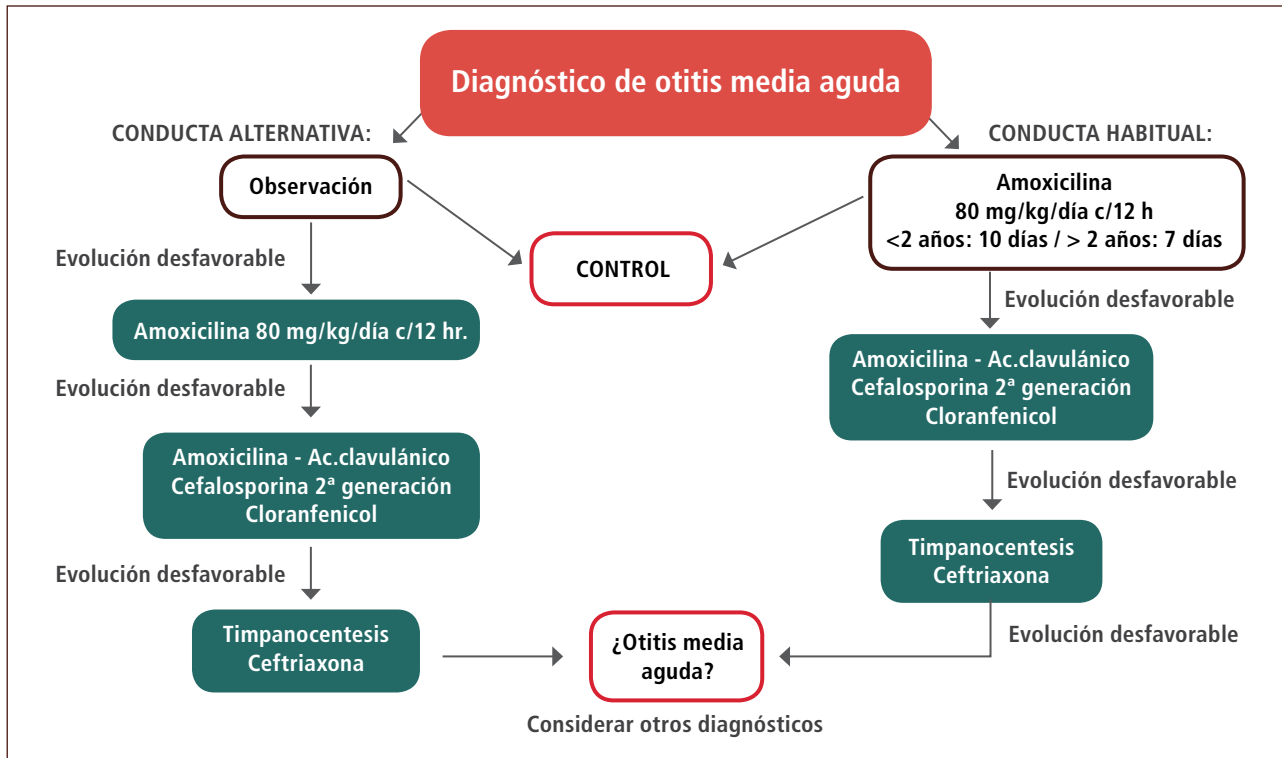 Diagnóstico de otitis media aguda
CONDUCTA ALTERNATIVA:
Observación
Evolución desfavorable
Amoxicilina 80 mg/kg/día c/12 hr.
Evolución desfavorable
Amoxicilina - Ac.clavulánico
Cefalosporina 2ª generación
Cloranfenicol
Evolución desfavorable
Timpanocentesis
Ceftriaxona
CONTROL
CONDUCTA HABITUAL:
Amoxicilina
80 mg/kg/día c/12 h
<2 años: 10 días / > 2 años: 7 días
Evolución desfavorable
Amoxicilina - Ac.clavulánico
Cefalosporina 2ª generación
Cloranfenicol
Evolución desfavorable
Timpanocentesis
Ceftriaxona
Evolución desfavorable
¿Otitis media
aguda?
Considerar otros diagnósticos